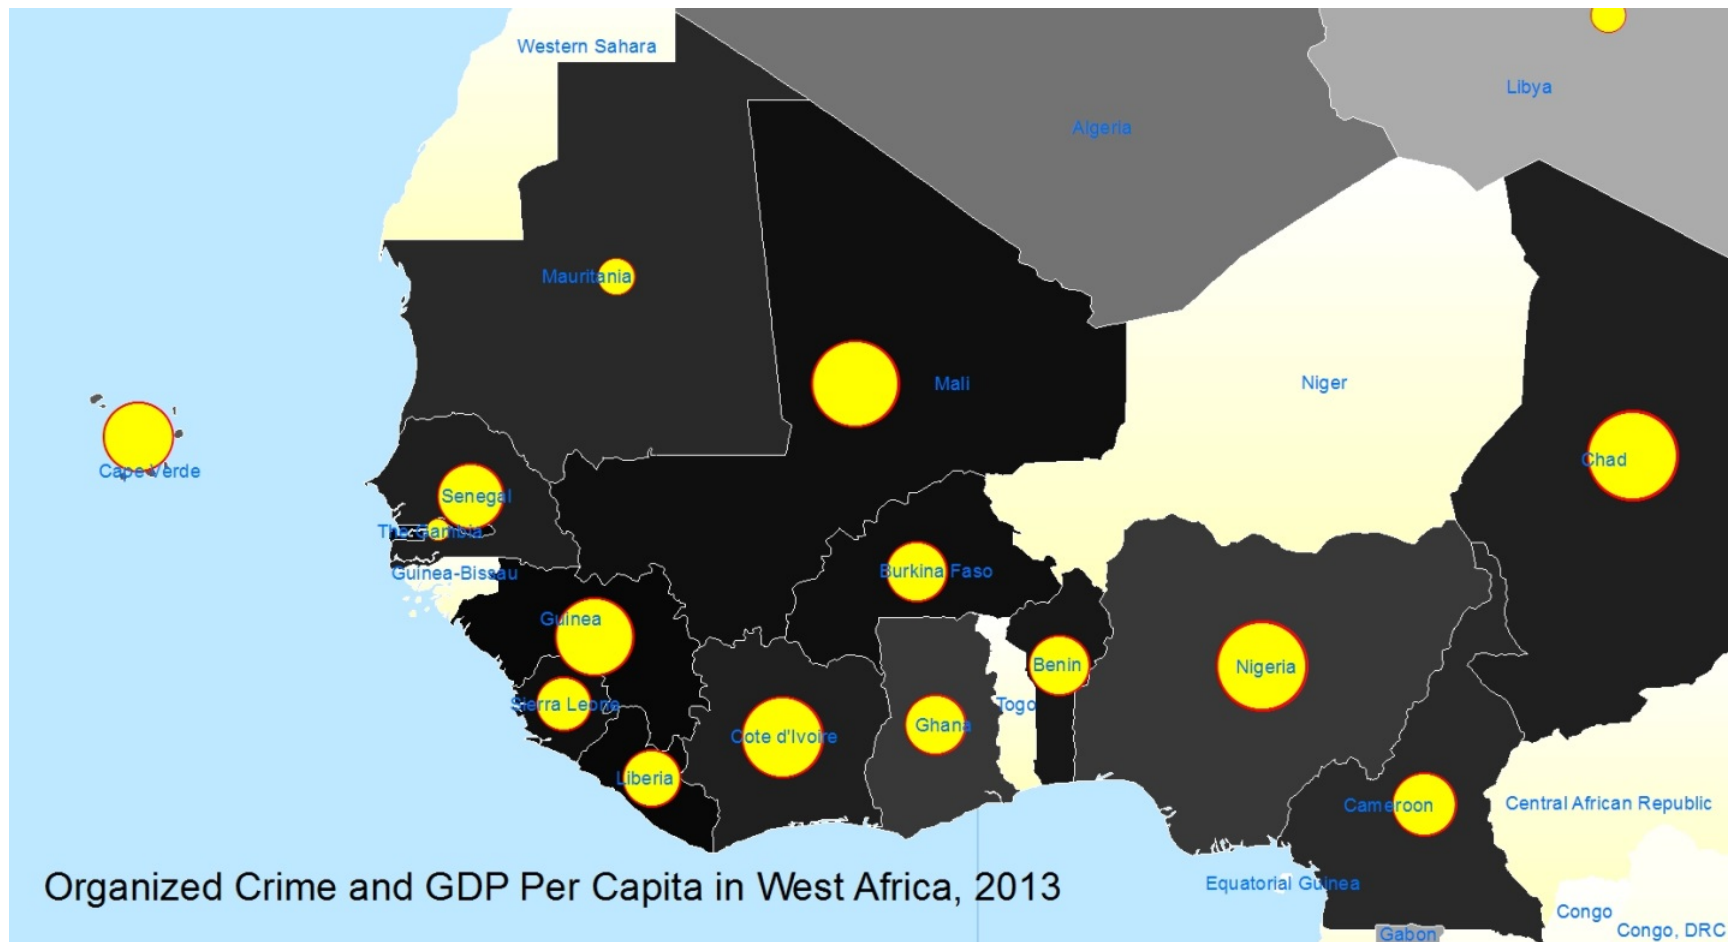 Western Sahara
Libya
Algeria
Mauritania
Mali
Niger
Chad
Cape Verde
Senegal
The Gambia
Guinea-Bissau
Burkina Faso
Guinea
Benin
Nigeria
Sierra Leone
Togo
Ghana
Cote d'Ivoire
Liberia
Cameroon
Central African Republic
Equatorial Guinea
Organized Crime and GDP Per Capita in West Africa, 2013
Congo
Congo, DRC
Gabon